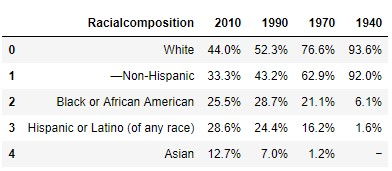 Racialcomposition 2010 1990 1970 1940
0 White 44.0% 52.3% 76.6% 93.6%
1 —Non-Hispanic 33.3% 43.2% 62.9% 92.0%
2 Black or African American 25.5% 28.7% 21.1% 6.1%
3 Hispanic or Latino (of any race) 28.6% 24.4% 16.2% 1.6%
4 Asian 12.7% 7.0% 1.2% −